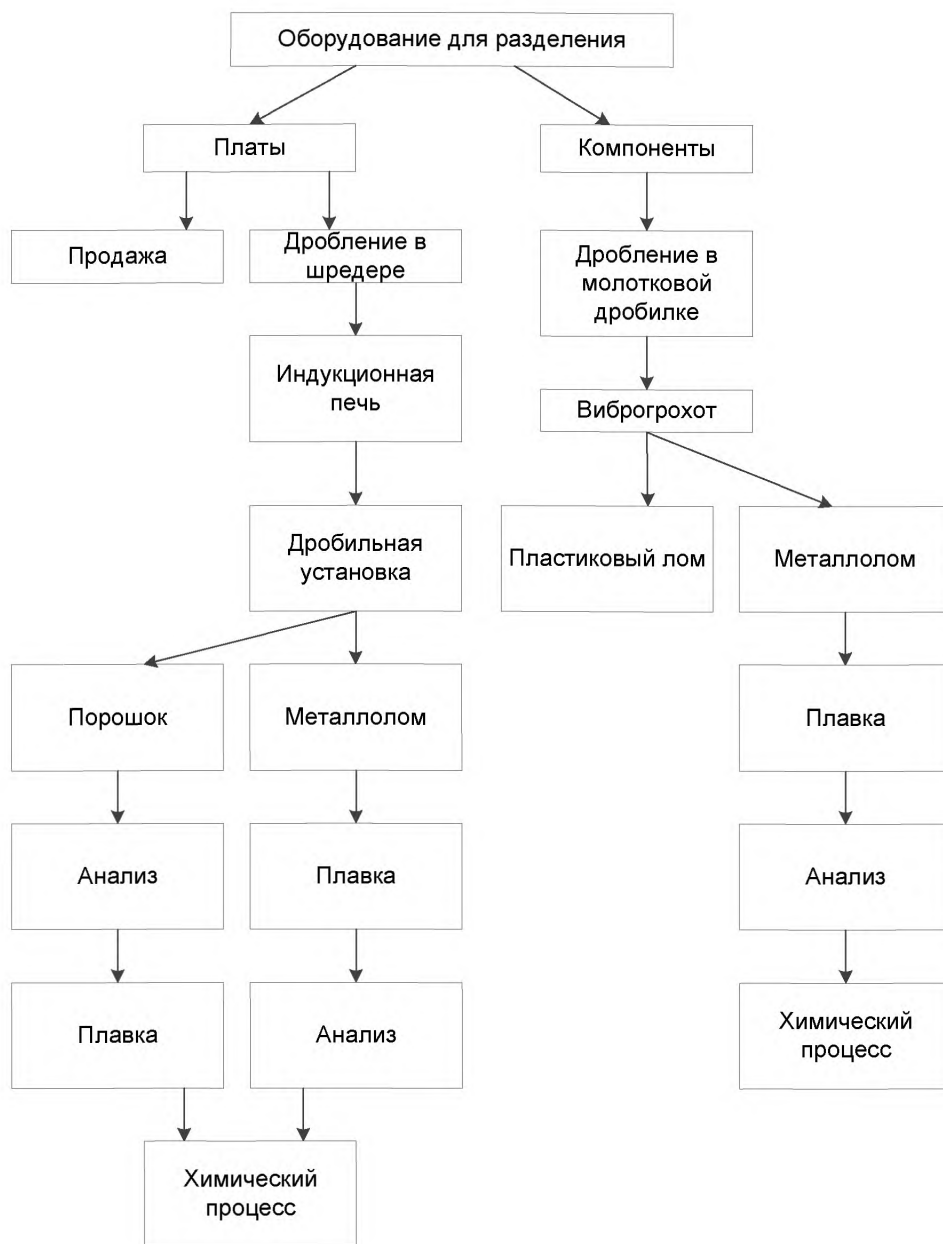 Оборудование для разделения
Платы
Компоненты
Продажа
Дробление в
шредере
Дробление в
молотковой
дробилке
Индукционная
печь
Виброгрохот
Дробильная
установка
Пластиковый лом
Металлолом
Порошок
Металлолом
Плавка
Анализ
Плавка
Анализ
Плавка
Анализ
Химический
процесс
Химический
процесс